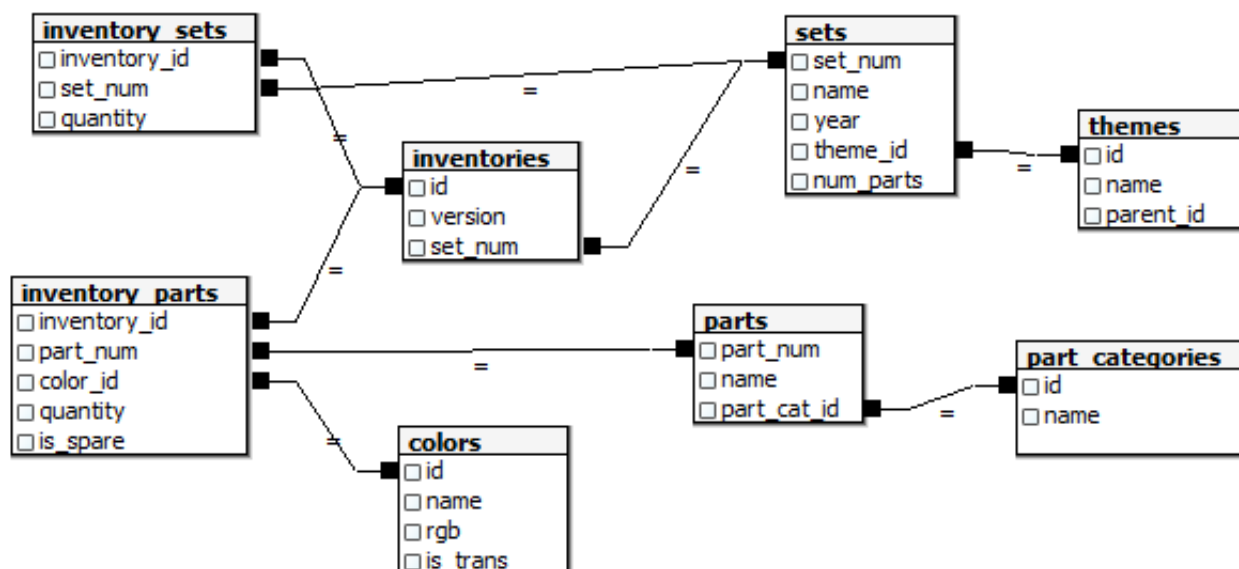 inventory_sets
inventory_id
set_num
quantity
sets
set_num
name
year
theme_id
num_parts
themes
id
name
parent_id
inventories
id
version
set_num
inventory_parts
inventory_id
part_num
color_id
quantity
is_spare
parts
part_num
name
part_cat_id
part_categories
id
name
colors
id
name
rgb
is_trans
=
=
=
=
=
=
=
=